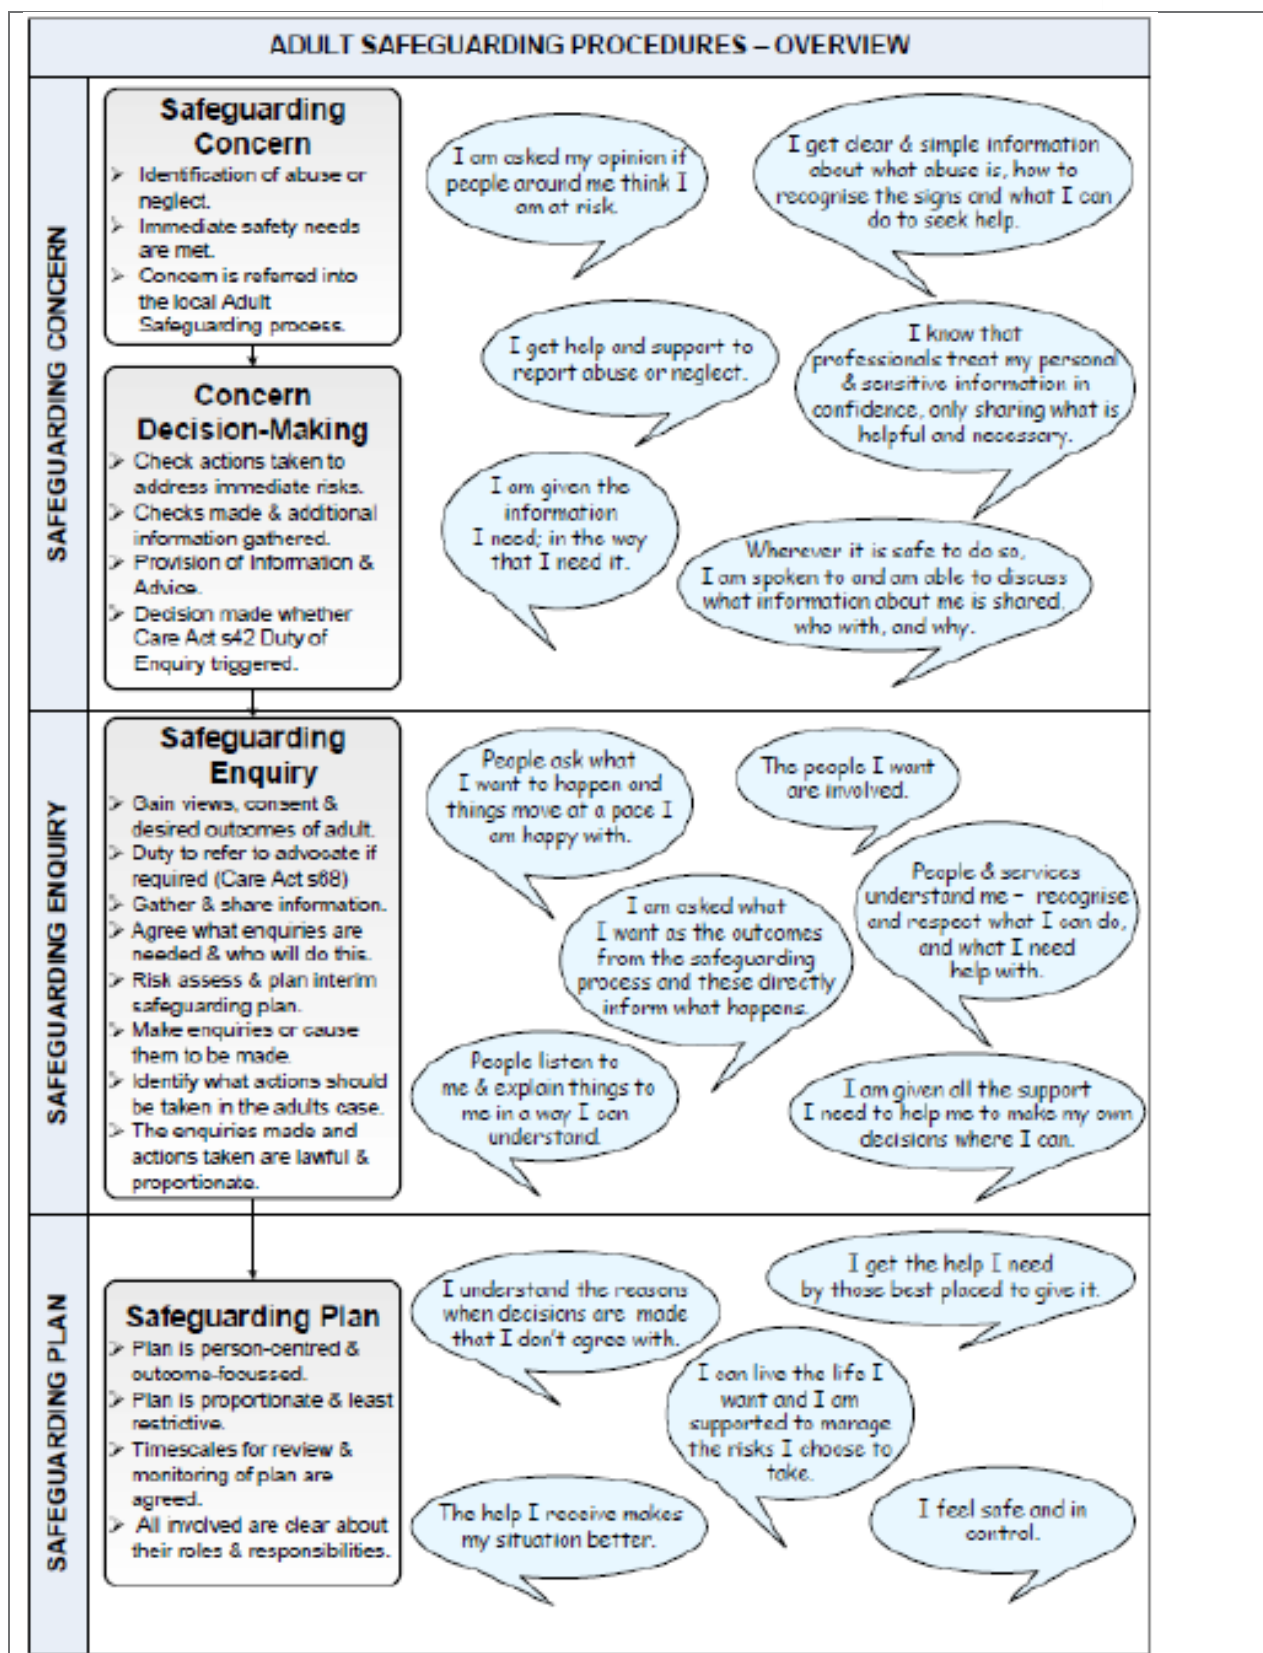 ADULT SAFEGUARDING PROCEDURES – OVERVIEW
SAFEGUARDING CONCERN
Safeguarding
Concern
➢ Identification of abuse or
neglect.
➢ Immediate safety needs
are met.
➢ Concern is referred into
the local Adult
Safeguarding process.
Concern
Decision-Making
➢ Check actions taken to
address immediate risks.
➢ Checks made & additional
information gathered.
➢ Provision of Information &
Advice.
➢ Decision made whether
Care Act s42 Duty of
Enquiry triggered.
I am asked my opinion if
people around me think I
am at risk.
I get clear & simple information
about what abuse is, how to
recognise the signs and what I can
do to seek help.
I get help and support to
report abuse or neglect.
I know that
professionals treat my personal
& sensitive information in
confidence, only sharing what is
helpful and necessary.
I am given the
information
I need; in the way
that I need it.
Wherever it is safe to do so,
I am spoken to and am able to discuss
what information about me is shared,
who with, and why.
SAFEGUARDING ENQUIRY
Safeguarding
Enquiry
➢ Gain views, consent &
desired outcomes of adult.
➢ Duty to refer to advocate if
required (Care Act s68)
➢ Gather & share information.
➢ Agree what enquiries are
needed & who will do this.
➢ Risk assess & plan interim
safeguarding plan.
➢ Make enquiries or cause
them to be made.
➢ Identify what actions should
be taken in the adults case.
➢ The enquiries made and
actions taken are lawful &
proportionate.
People ask what
I want to happen and
things move at a pace I
am happy with.
The people I want
are involved.
People & services
understand me – recognise
and respect what I can do,
and what I need
help with.
I am asked what
I want as the outcomes
from the safeguarding
process and these directly
inform what happens.
People listen to
me & explain things to
me in a way I can
understand.
I am given all the support
I need to help me to make my own
decisions where I can.
SAFEGUARDING PLAN
Safeguarding Plan
➢ Plan is person-centred &
outcome-focussed.
➢ Plan is proportionate & least
restrictive.
➢ Timescales for review &
monitoring of plan are
agreed.
➢ All involved are clear about
their roles & responsibilities.
I understand the reasons
when decisions are made
that I don't agree with.
I get the help I need
by those best placed to give it.
I can live the life I
want and I am
supported to manage
the risks I choose to
take.
The help I receive makes
my situation better.
I feel safe and in
control.